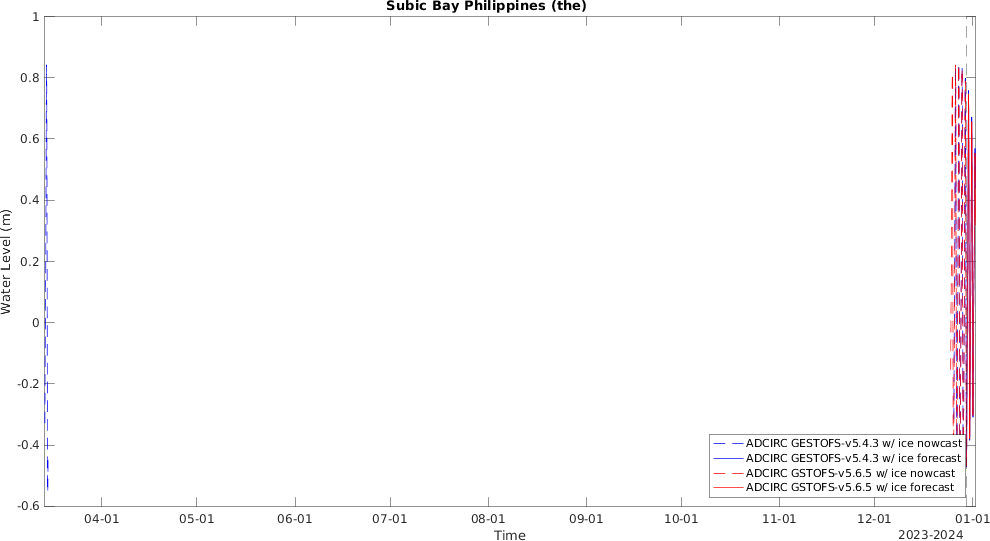 Subic Bay Philippines (the)
1
0.8
0.6
0.4
0.2
0
-0.2
-0.4
-0.6
Water Level (m)
ADCIRC GESTOFS-v5.4.3 w/ ice nowcast
ADCIRC GESTOFS-v5.4.3 w/ ice forecast
ADCIRC GSTOFS-v5.6.5 w/ ice nowcast
ADCIRC GSTOFS-v5.6.5 w/ ice forecast
04-01 05-01 06-01 07-01 08-01 09-01 10-01 11-01 12-01 01-01
Time
2023-2024